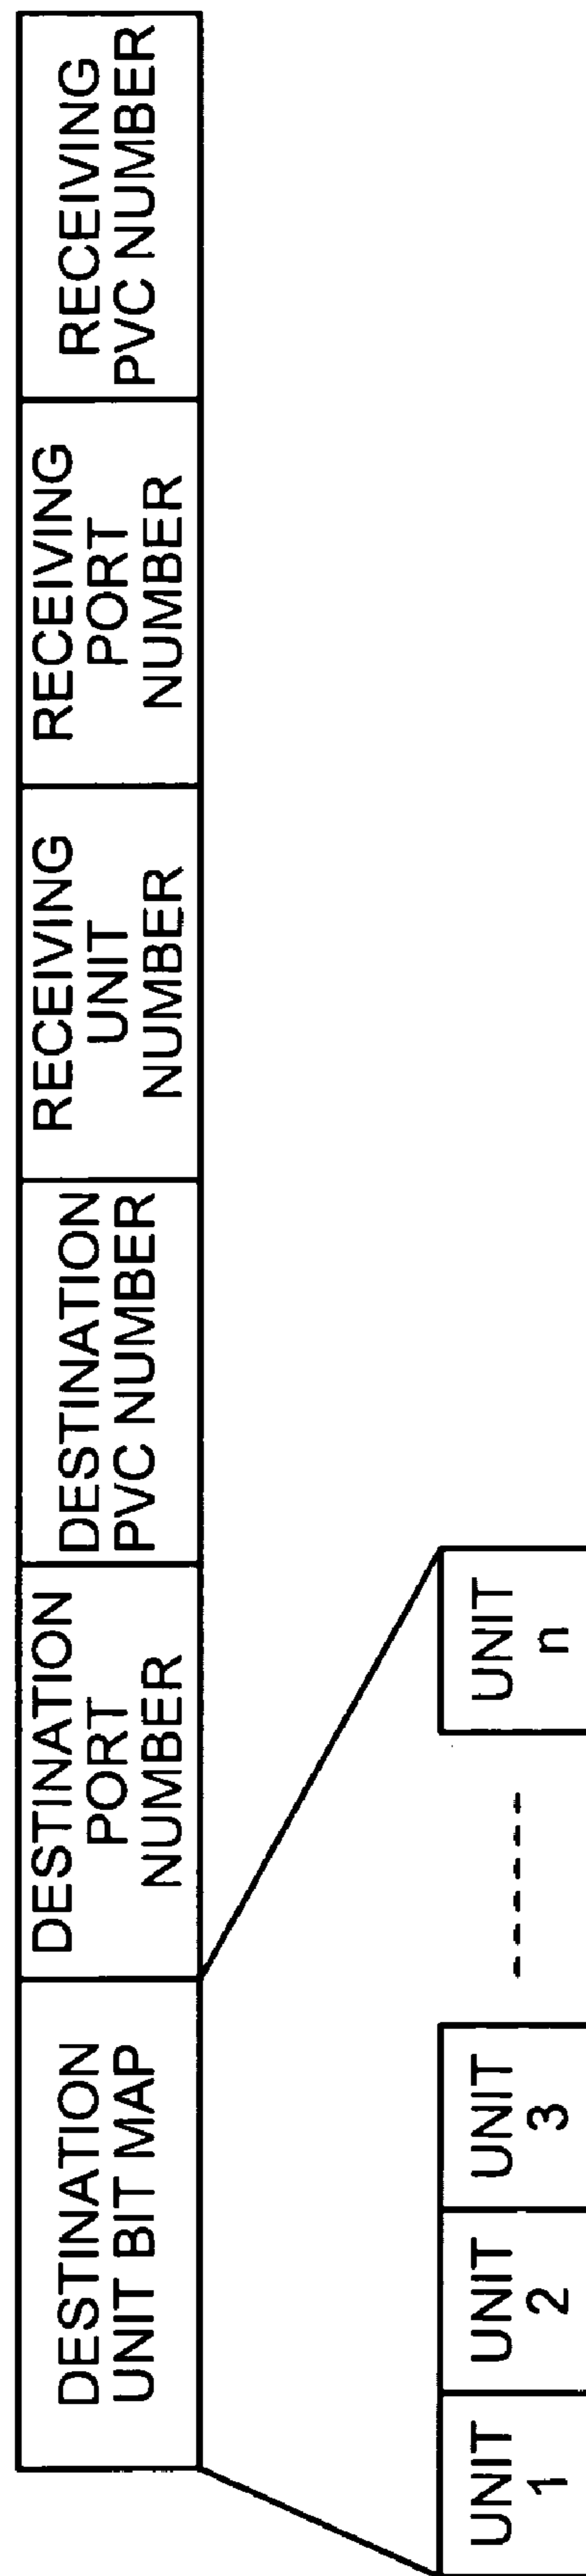 DESTINATION
UNIT BIT MAP
DESTINATION
PORT
NUMBER
DESTINATION
PVC NUMBER
RECEIVING
UNIT
NUMBER
RECEIVING
PORT
NUMBER
RECEIVING
PVC NUMBER
UNIT
1
UNIT
2
UNIT
3
UNIT
n